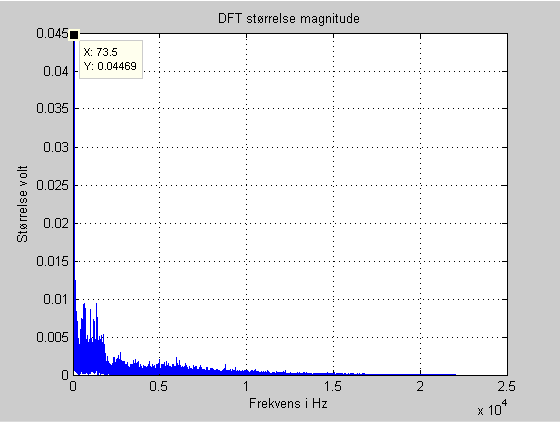 DFT størrelse magnitude
X: 73.5
Y: 0.04469
0.045
0.04
0.035
0.03
0.025
0.02
0.015
0.01
0.005
0
Størrelse volt
0 0.5 1 1.5 2 2.5
Frekvens i Hz
x 10^4